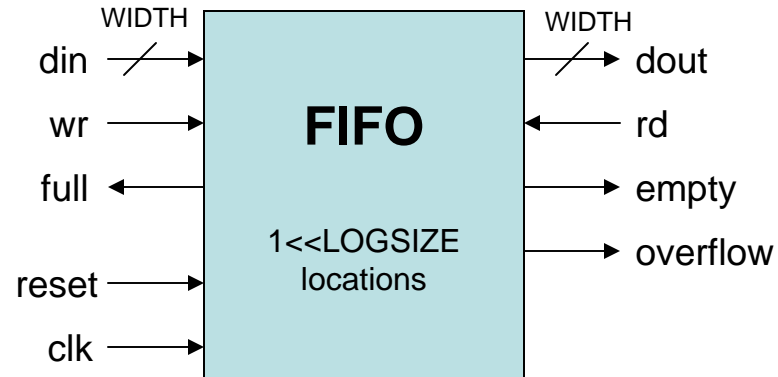 WIDTH
din
wr
full
reset
clk
FIFO
1<<LOGSIZE
locations
WIDTH
dout
rd
empty
overflow